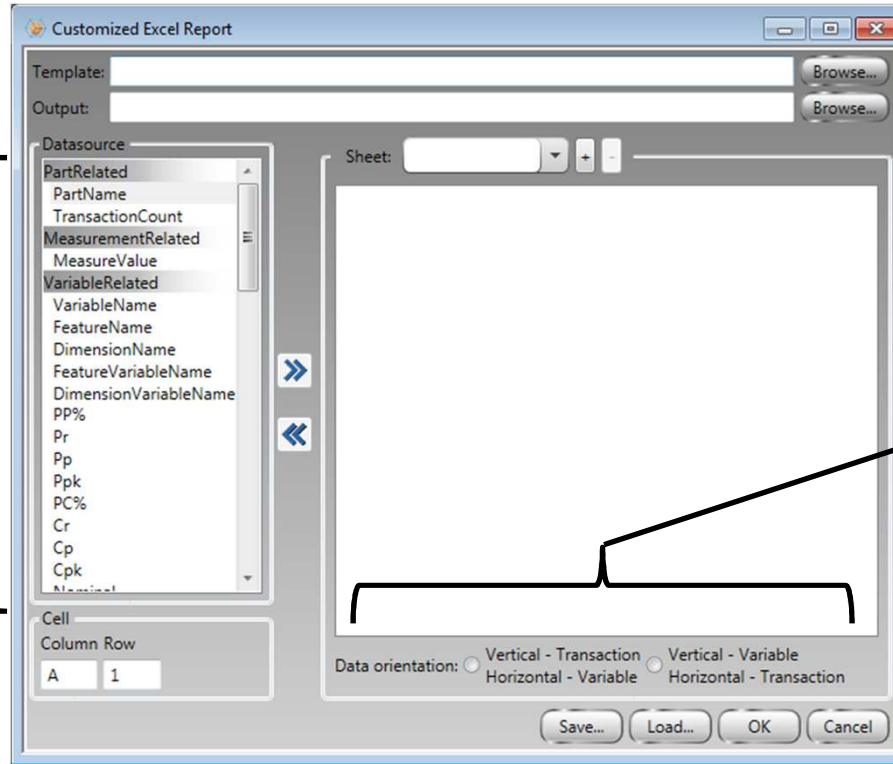 Customized Excel Report
Template:
Browse...
Output:
Browse...
Datasource
PartRelated
PartName
TransactionCount
MeasurementRelated
MeasureValue
VariableRelated
VariableName
FeatureName
DimensionName
FeatureVariableName
DimensionVariableName
PP%
Pr
Pp
Ppk
PC%
Cr
Cp
Cpk
Nominal
Cell
Column Row
A 1
Sheet:
+ -
Data orientation:
Vertical - Transaction
Horizontal - Variable
Vertical - Variable
Horizontal - Transaction
Save... Load... OK Cancel